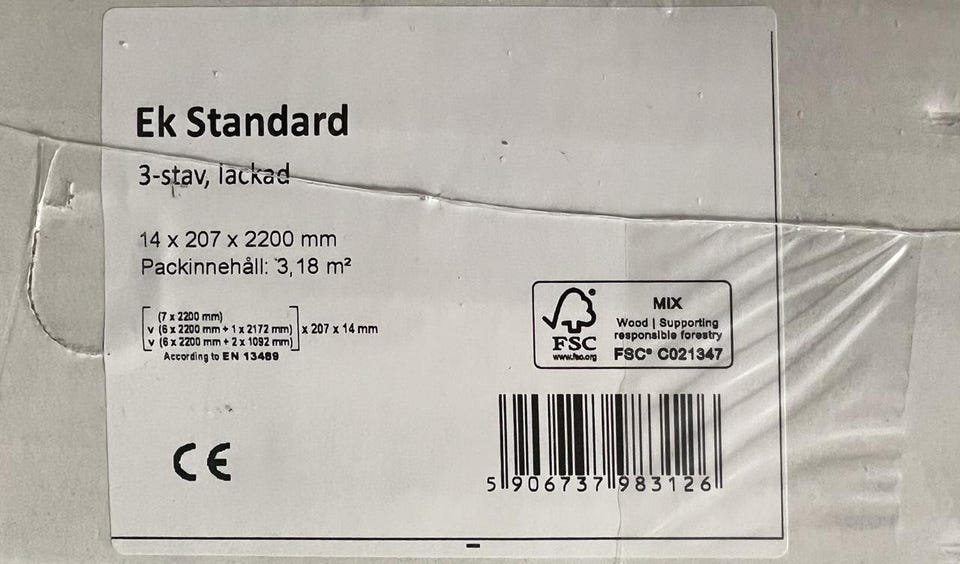 Ek Standard
3-stav, lackad
14 x 207 x 2200 mm
Packinnehåll: 3,18 m²
(7 x 2200 mm)
v (6 x 2200 mm + 1 x 2172 mm) x 207 x 14 mm
v (6 x 2200 mm + 2 x 1092 mm)
According to EN 13489
CE
FSC
www.fsc.org
MIX
Wood | Supporting
responsible forestry
FSC® C021347
5 906737 983126